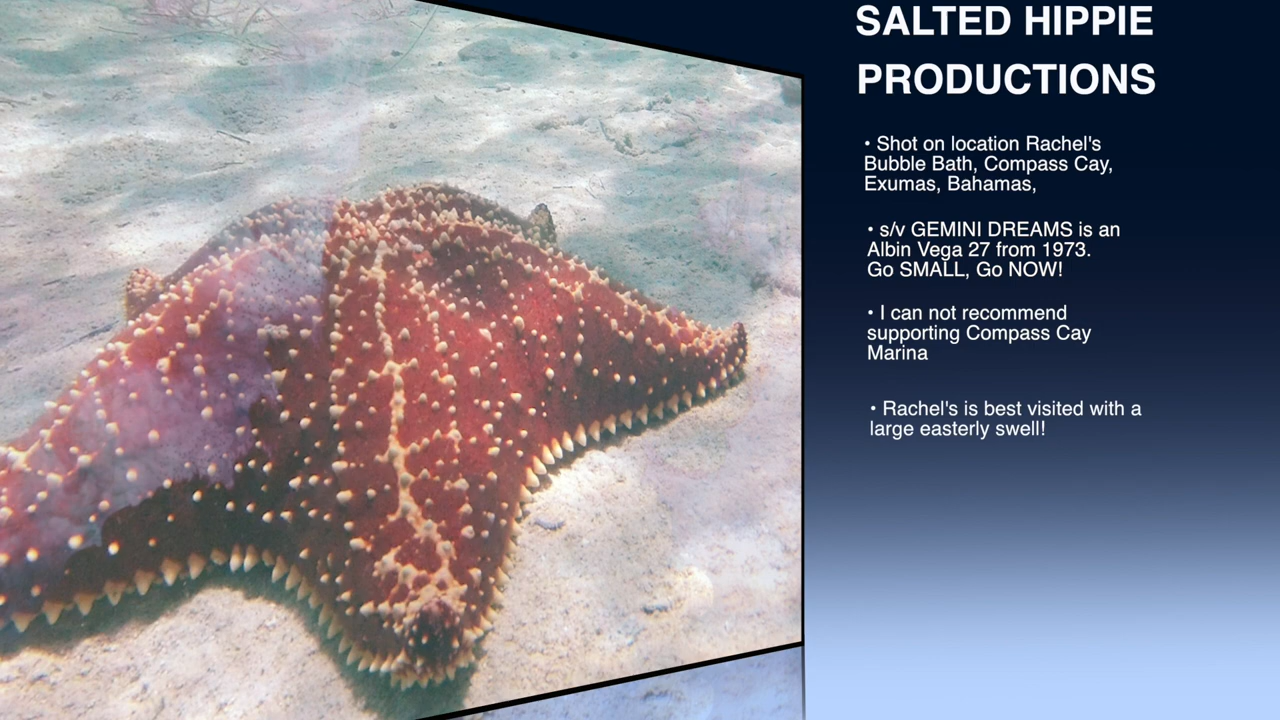 SALTED HIPPIE
PRODUCTIONS
• Shot on location Rachel's
Bubble Bath, Compass Cay,
Exumas, Bahamas,
• s/v GEMINI DREAMS is an
Albin Vega 27 from 1973.
Go SMALL, Go NOW!
• I can not recommend
supporting Compass Cay
Marina
• Rachel's is best visited with a
large easterly swell!